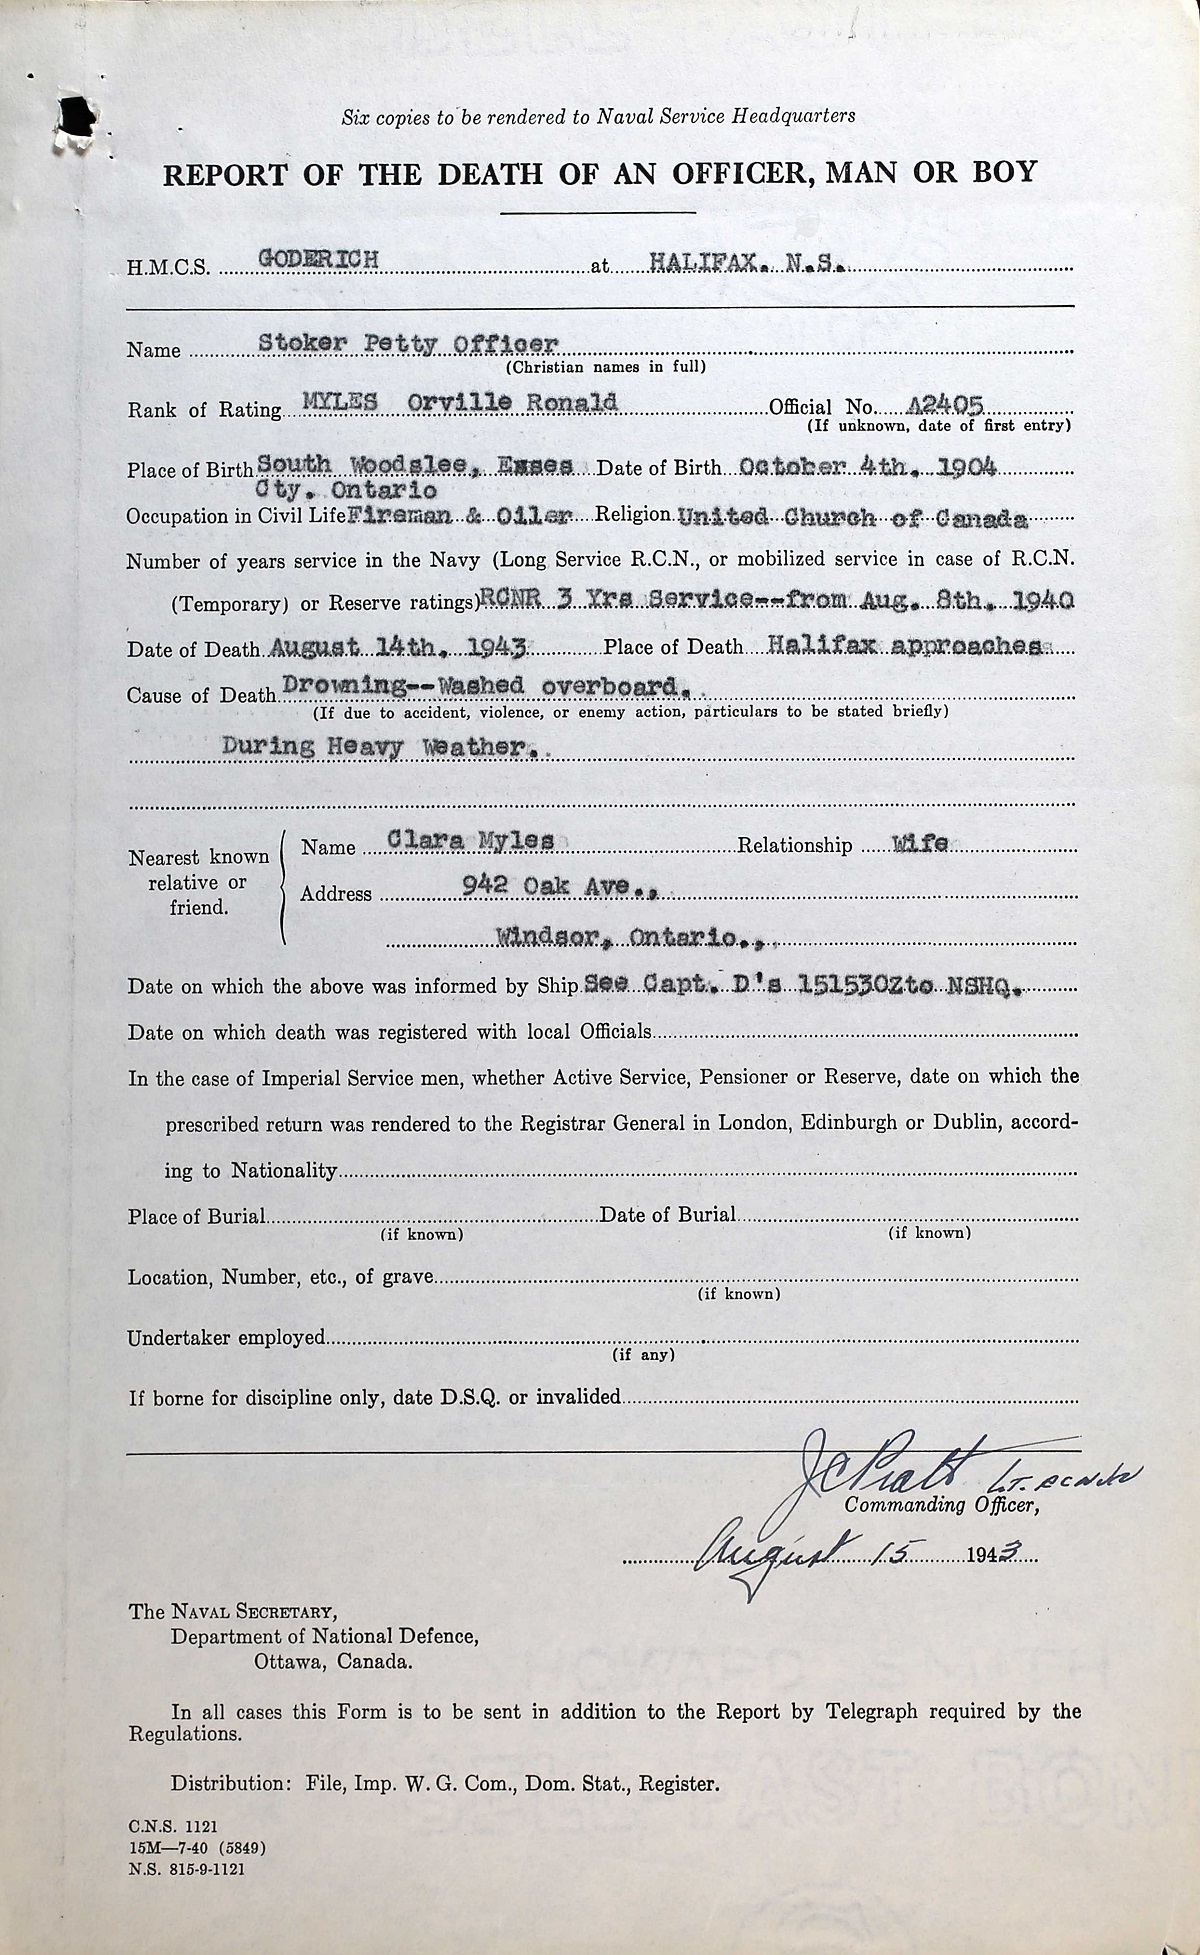 Six copies to be rendered to Naval Service Headquarters
REPORT OF THE DEATH OF AN OFFICER, MAN OR BOY
H.M.C.S. GODERICH at HALIFAX. N.S.
Name Stoker Petty Officer
(Christian names in full)
Rank of Rating MYLES Orville Ronald Official No. A2405
(If unknown, date of first entry)
Place of Birth South Woodslee, Esses Date of Birth October 4th. 1904
Cty. Ontario
Occupation in Civil Life Fireman & Oiler Religion United Church of Canada
Number of years service in the Navy (Long Service R.C.N., or mobilized service in case of R.C.N.
(Temporary) or Reserve ratings) RCNR 3 Yrs Service--from Aug. 8th. 1940
Date of Death August 14th. 1943 Place of Death Halifax approaches
Cause of Death Drowning--Washed overboard.
(If due to accident, violence, or enemy action, particulars to be stated briefly)
During Heavy Weather.
Nearest known relative or friend.
Name Clara Myles Relationship Wife
Address 942 Oak Ave.,
Windsor, Ontario.,
Date on which the above was informed by Ship See Capt. D's 151530Zto NSHQ.
Date on which death was registered with local Officials
In the case of Imperial Service men, whether Active Service, Pensioner or Reserve, date on which the
prescribed return was rendered to the Registrar General in London, Edinburgh or Dublin, accord-
ing to Nationality
Place of Burial Date of Burial
(if known) (if known)
Location, Number, etc., of grave
(if known)
Undertaker employed
(if any)
If borne for discipline only, date D.S.Q. or invalided
J C Pratt LT. RCNVR
Commanding Officer,
August 15 1943
The NAVAL SECRETARY,
Department of National Defence,
Ottawa, Canada.
In all cases this Form is to be sent in addition to the Report by Telegraph required by the
Regulations.
Distribution: File, Imp. W. G. Com., Dom. Stat., Register.
C.N.S. 1121
15M—7-40 (5849)
N.S. 815-9-1121